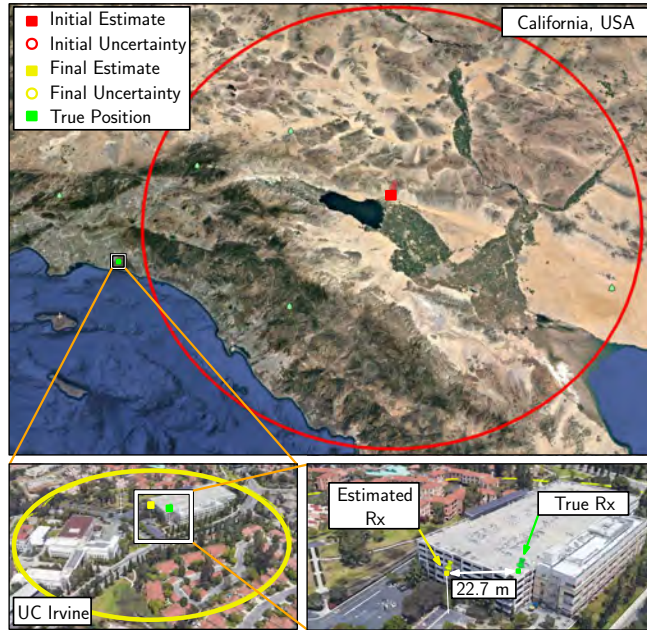 Initial Estimate
Initial Uncertainty
Final Estimate
Final Uncertainty
True Position
California, USA
UC Irvine
Estimated
Rx
True Rx
22.7 m